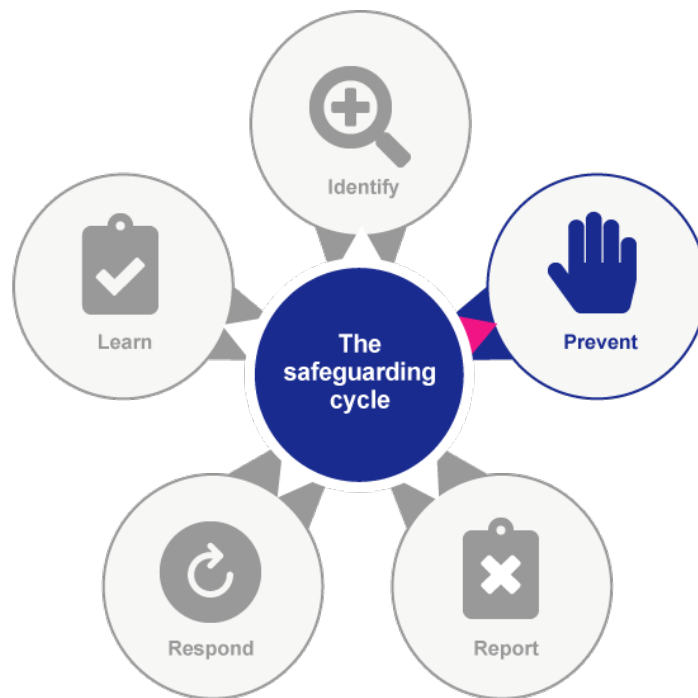 Identify
Prevent
Report
Respond
Learn
The
safeguarding
cycle